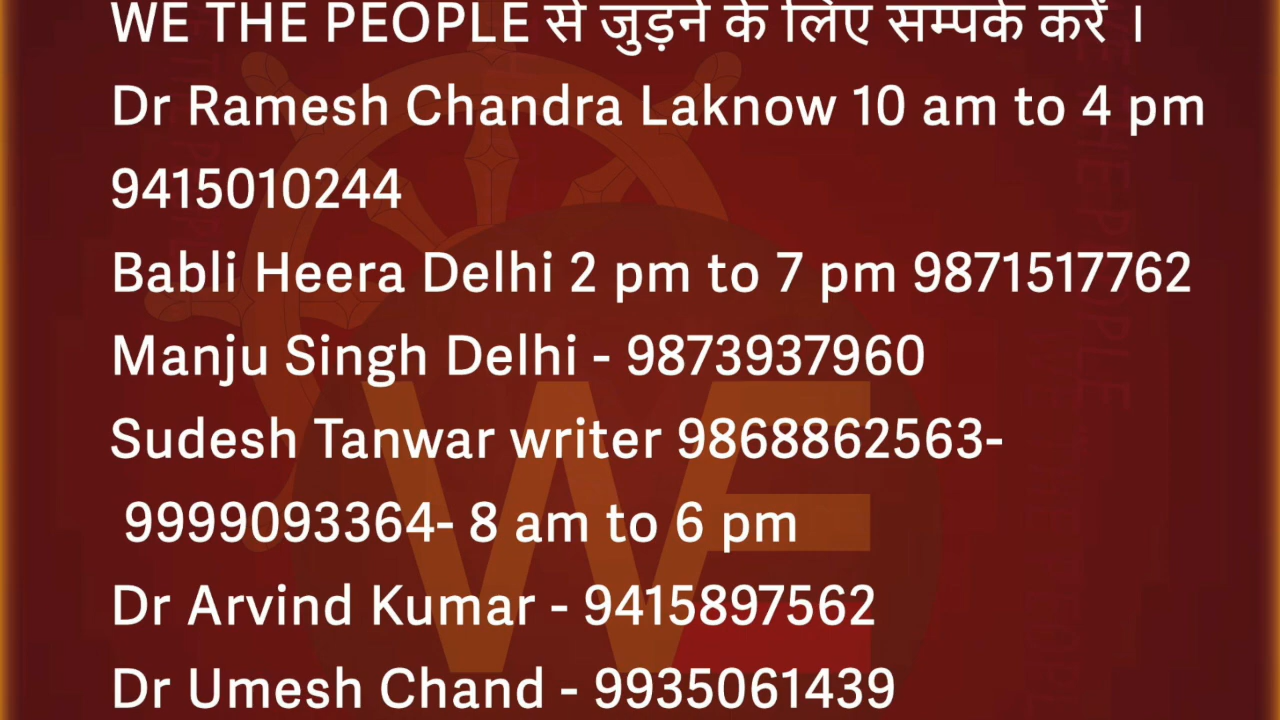 WE THE PEOPLE से जुड़ने के लिए सम्पर्क करें ।
Dr Ramesh Chandra Laknow 10 am to 4 pm
9415010244
Babli Heera Delhi 2 pm to 7 pm 9871517762
Manju Singh Delhi - 9873937960
Sudesh Tanwar writer 9868862563-
9999093364- 8 am to 6 pm
Dr Arvind Kumar - 9415897562
Dr Umesh Chand - 9935061439
WE